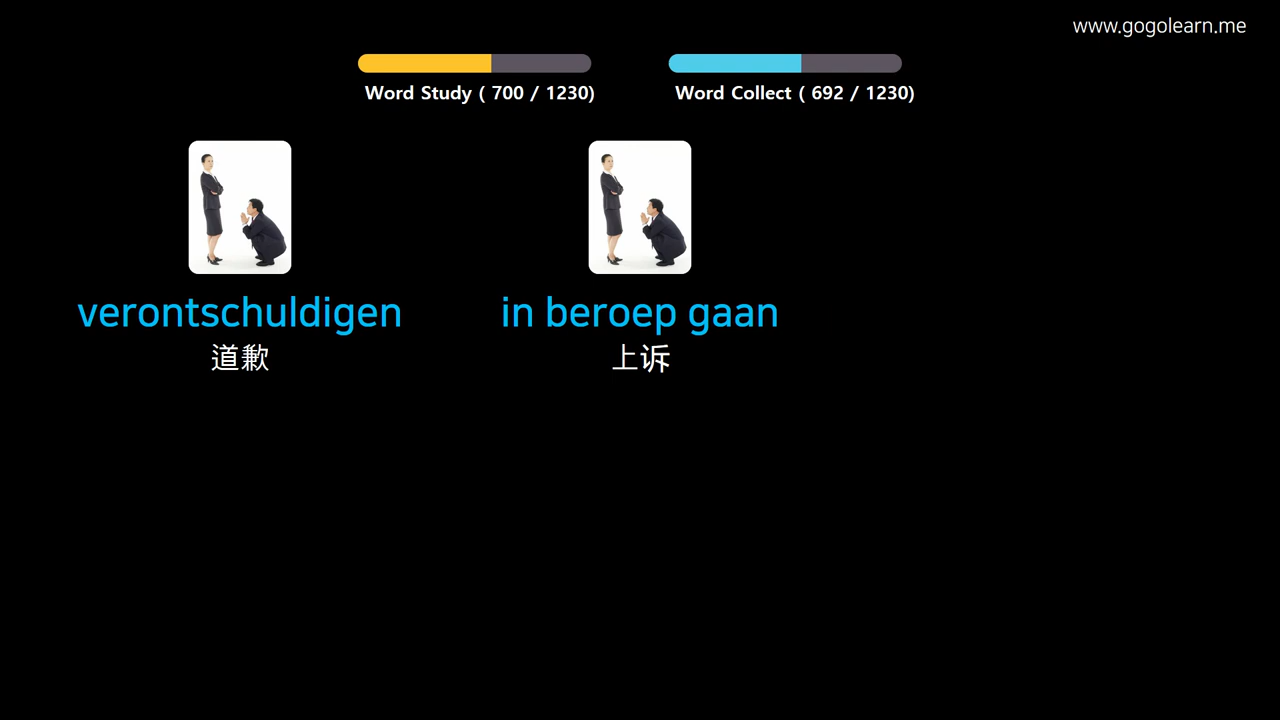 www.gogolearn.me
Word Study ( 700 / 1230)
Word Collect ( 692 / 1230)
verontschuldigen
in beroep gaan
道歉
上诉